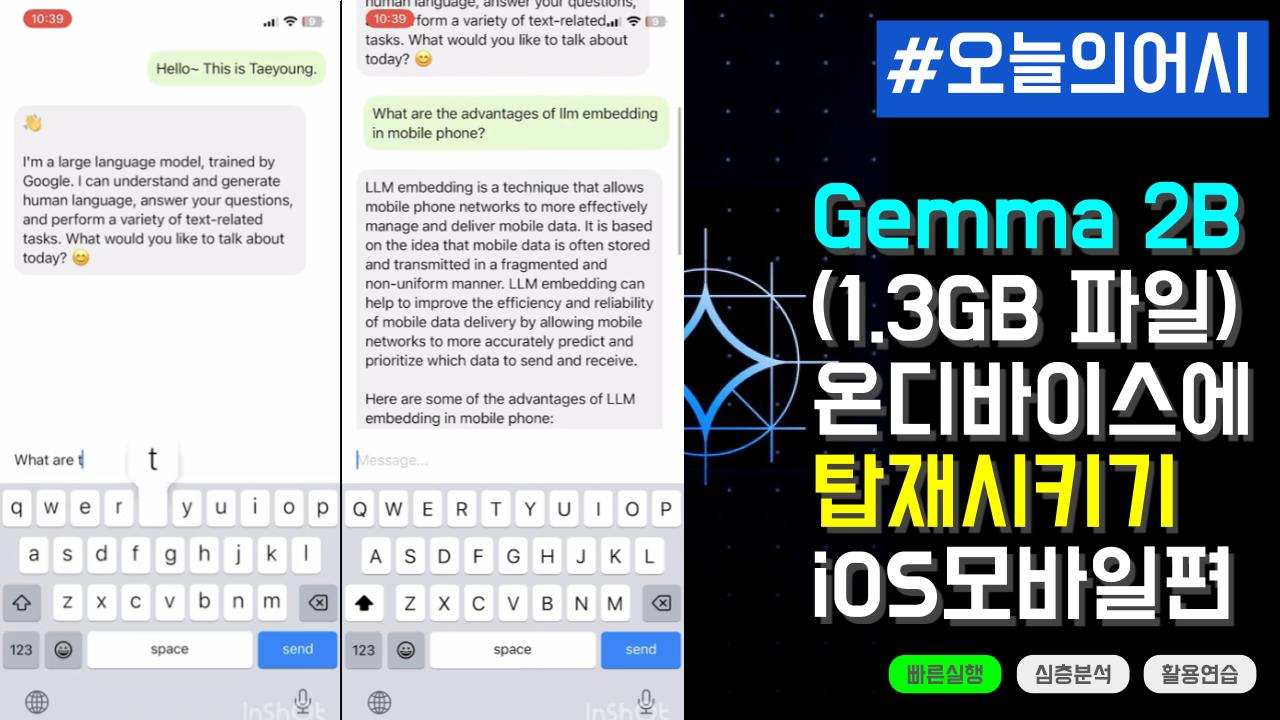 10:39
9
Hello~ This is Taeyoung.
👋
I'm a large language model, trained by
Google. I can understand and generate
human language, answer your questions,
and perform a variety of text-related
tasks. What would you like to talk about
today? 😊
What are t
t
q w e r y u i o p
a s d f g h j k l
z x c v b n m
123 space send
InShot
human language, answer your questions,
10:39
9
perform a variety of text-related
tasks. What would you like to talk about
today? 😊
What are the advantages of llm embedding
in mobile phone?
LLM embedding is a technique that allows
mobile phone networks to more effectively
manage and deliver mobile data. It is based
on the idea that mobile data is often stored
and transmitted in a fragmented and
non-uniform manner. LLM embedding can
help to improve the efficiency and reliability
of mobile data delivery by allowing mobile
networks to more accurately predict and
prioritize which data to send and receive.
Here are some of the advantages of LLM
embedding in mobile phone:
Message...
Q W E R T Y U I O P
A S D F G H J K L
Z X C V B N M
123 space send
InShot
#오늘의어시
Gemma 2B
(1.3GB 파일)
온디바이스에
탑재시키기
iOS모바일편
빠른실행 심층분석 활용연습